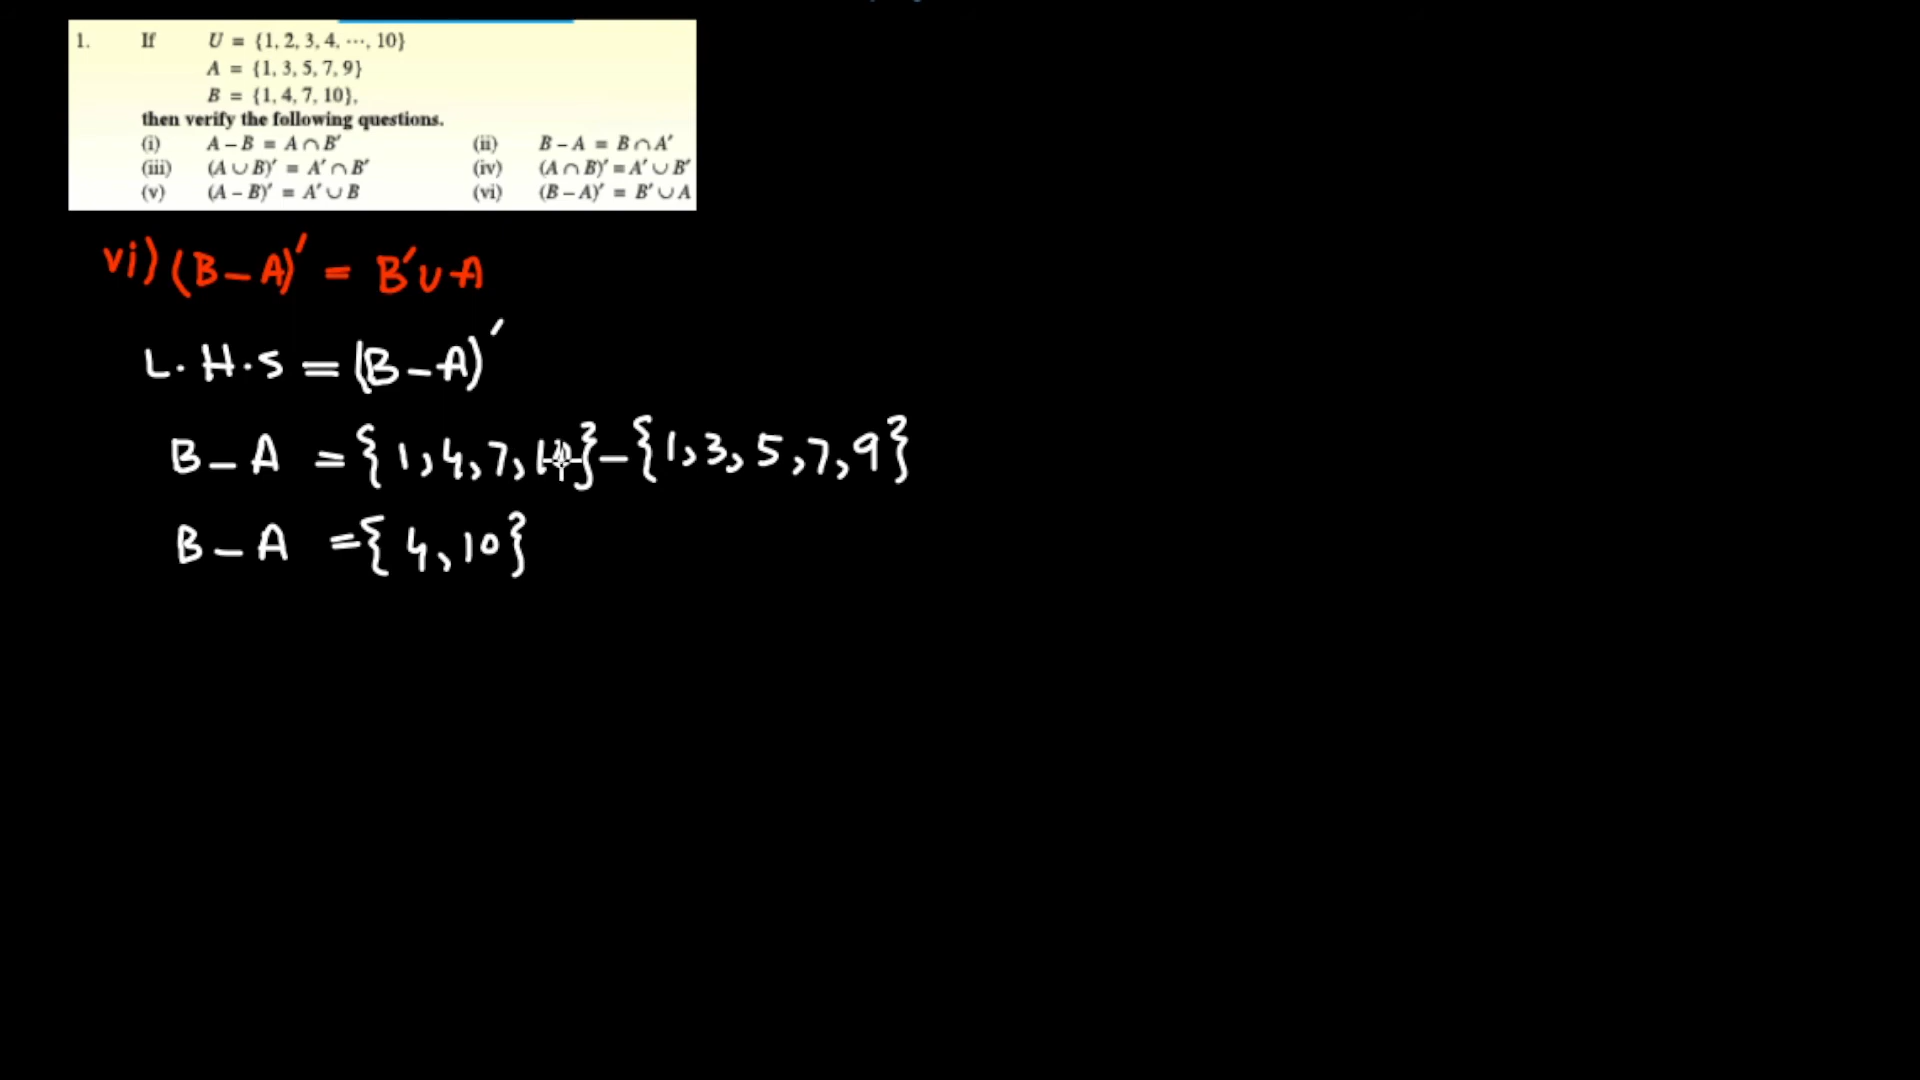 1. If U = {1, 2, 3, 4, ⋯, 10}
A = {1, 3, 5, 7, 9}
B = {1, 4, 7, 10},
then verify the following questions.
(i) A – B = A ∩ B′ (ii) B – A = B ∩ A′
(iii) (A ∪ B)′ = A′ ∩ B′ (iv) (A ∩ B)′ = A′ ∪ B′
(v) (A – B)′ = A′ ∪ B (vi) (B – A)′ = B′ ∪ A
vi) (B – A)′ = B′ ∪ A
L.H.S = (B – A)′
B – A = {1, 4, 7, 10} – {1, 3, 5, 7, 9}
B – A = {4, 10}